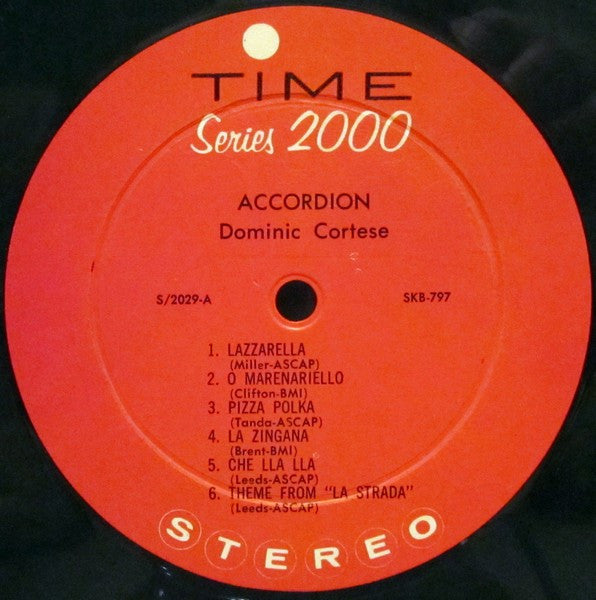 TIME
Series 2000
ACCORDION
Dominic Cortese
S/2029-A SKB-797
1. LAZZARELLA
(Miller-ASCAP)
2. O MARENARIELLO
(Clifton-BMI)
3. PIZZA POLKA
(Tanda-ASCAP)
4. LA ZINGANA
(Brent-BMI)
5. CHE LLA LLA
(Leeds-ASCAP)
6. THEME FROM "LA STRADA"
(Leeds-ASCAP)
STEREO